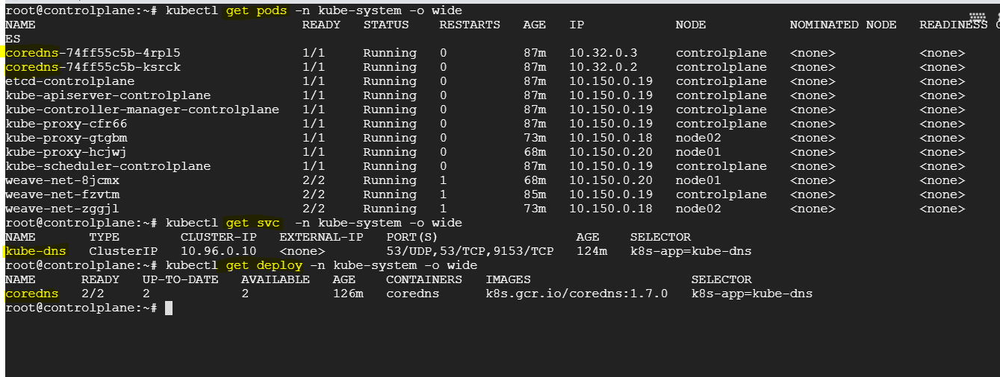 root@controlplane:~# kubectl get pods -n kube-system -o wide
NAME READY STATUS RESTARTS AGE IP NODE NOMINATED NODE READINESS G
ES
coredns-74ff55c5b-4rpl5 1/1 Running 0 87m 10.32.0.3 controlplane <none> <none>
coredns-74ff55c5b-ksrck 1/1 Running 0 87m 10.32.0.2 controlplane <none> <none>
etcd-controlplane 1/1 Running 0 87m 10.150.0.19 controlplane <none> <none>
kube-apiserver-controlplane 1/1 Running 0 87m 10.150.0.19 controlplane <none> <none>
kube-controller-manager-controlplane 1/1 Running 0 87m 10.150.0.19 controlplane <none> <none>
kube-proxy-cfr66 1/1 Running 0 87m 10.150.0.19 controlplane <none> <none>
kube-proxy-gtgbm 1/1 Running 0 73m 10.150.0.18 node02 <none> <none>
kube-proxy-hcjwj 1/1 Running 0 68m 10.150.0.20 node01 <none> <none>
kube-scheduler-controlplane 1/1 Running 0 87m 10.150.0.19 controlplane <none> <none>
weave-net-8jcmx 2/2 Running 1 68m 10.150.0.20 node01 <none> <none>
weave-net-fzvtm 2/2 Running 1 85m 10.150.0.19 controlplane <none> <none>
weave-net-zggjl 2/2 Running 1 73m 10.150.0.18 node02 <none> <none>
root@controlplane:~# kubectl get svc -n kube-system -o wide
NAME TYPE CLUSTER-IP EXTERNAL-IP PORT(S) AGE SELECTOR
kube-dns ClusterIP 10.96.0.10 <none> 53/UDP,53/TCP,9153/TCP 124m k8s-app=kube-dns
root@controlplane:~# kubectl get deploy -n kube-system -o wide
NAME READY UP-TO-DATE AVAILABLE AGE CONTAINERS IMAGES SELECTOR
coredns 2/2 2 2 126m coredns k8s.gcr.io/coredns:1.7.0 k8s-app=kube-dns
root@controlplane:~#